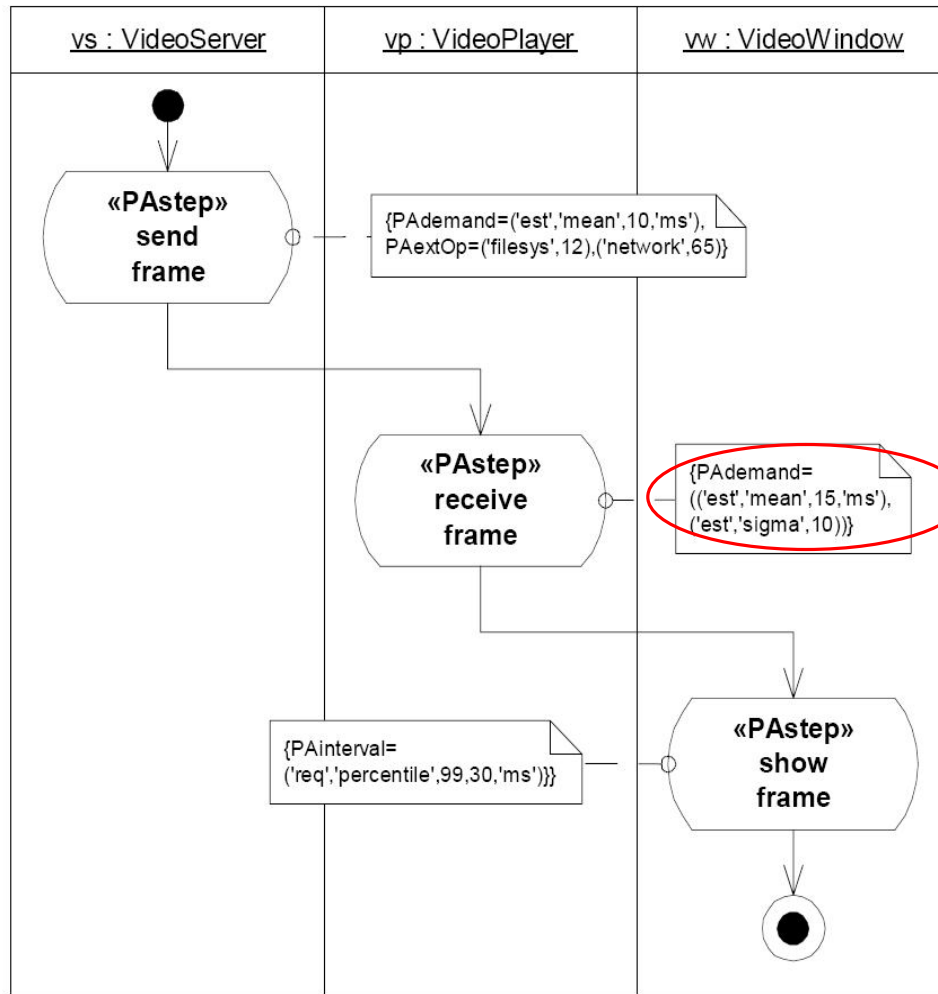 vs : VideoServer
vp : VideoPlayer
vw : VideoWindow
«PAstep»
send
frame
{PAdemand=('est','mean',10,'ms'),
PAextOp=('filesys',12),('network',65)}
«PAstep»
receive
frame
{PAdemand=
(('est','mean',15,'ms'),
('est','sigma',10))}
{PAinterval=
('req','percentile',99,30,'ms')}}
«PAstep»
show
frame